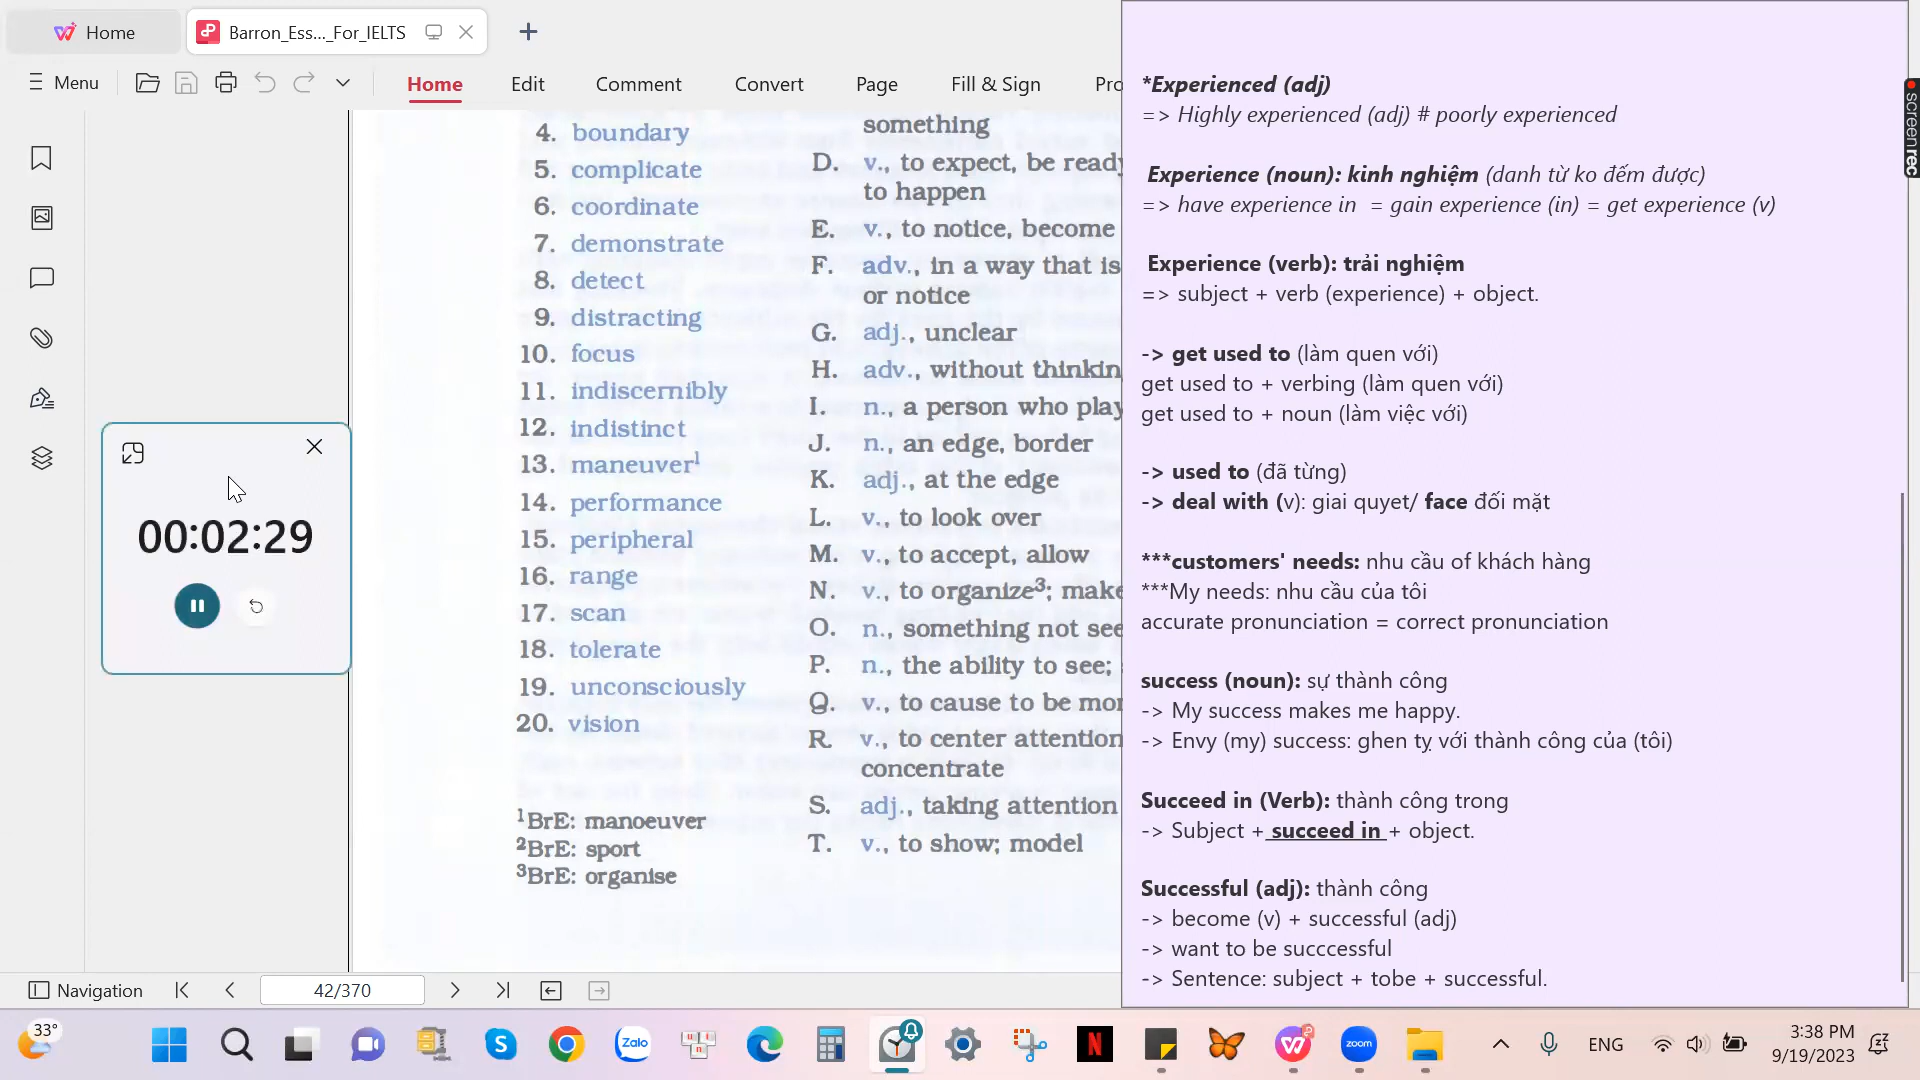 Home
Barron_Ess..._For_IELTS
Menu
Home
Edit
Comment
Convert
Page
Fill & Sign
Pro
4. boundary
5. complicate
6. coordinate
7. demonstrate
8. detect
9. distracting
10. focus
11. indiscernibly
12. indistinct
13. maneuver¹
14. performance
15. peripheral
16. range
17. scan
18. tolerate
19. unconsciously
20. vision
¹BrE: manoeuver
²BrE: sport
³BrE: organise
something
D. v., to expect, be ready
to happen
E. v., to notice, become
F. adv., in a way that is
or notice
G. adj., unclear
H. adv., without thinkin
I. n., a person who play
J. n., an edge, border
K. adj., at the edge
L. v., to look over
M. v., to accept, allow
N. v., to organize³; make
O. n., something not see
P. n., the ability to see;
Q. v., to cause to be mor
R. v., to center attention
concentrate
S. adj., taking attention
T. v., to show; model
00:02:29
*Experienced (adj)
=> Highly experienced (adj) # poorly experienced
Experience (noun): kinh nghiệm (danh từ ko đếm được)
=> have experience in = gain experience (in) = get experience (v)
Experience (verb): trải nghiệm
=> subject + verb (experience) + object.
-> get used to (làm quen với)
get used to + verbing (làm quen với)
get used to + noun (làm việc với)
-> used to (đã từng)
-> deal with (v): giai quyet/ face đối mặt
***customers' needs: nhu cầu of khách hàng
***My needs: nhu cầu của tôi
accurate pronunciation = correct pronunciation
success (noun): sự thành công
-> My success makes me happy.
-> Envy (my) success: ghen tỵ với thành công của (tôi)
Succeed in (Verb): thành công trong
-> Subject + succeed in + object.
Successful (adj): thành công
-> become (v) + successful (adj)
-> want to be succcessful
-> Sentence: subject + tobe + successful.
screenrec
Navigation
42/370
33°
Zalo
zoom
ENG
3:38 PM
9/19/2023